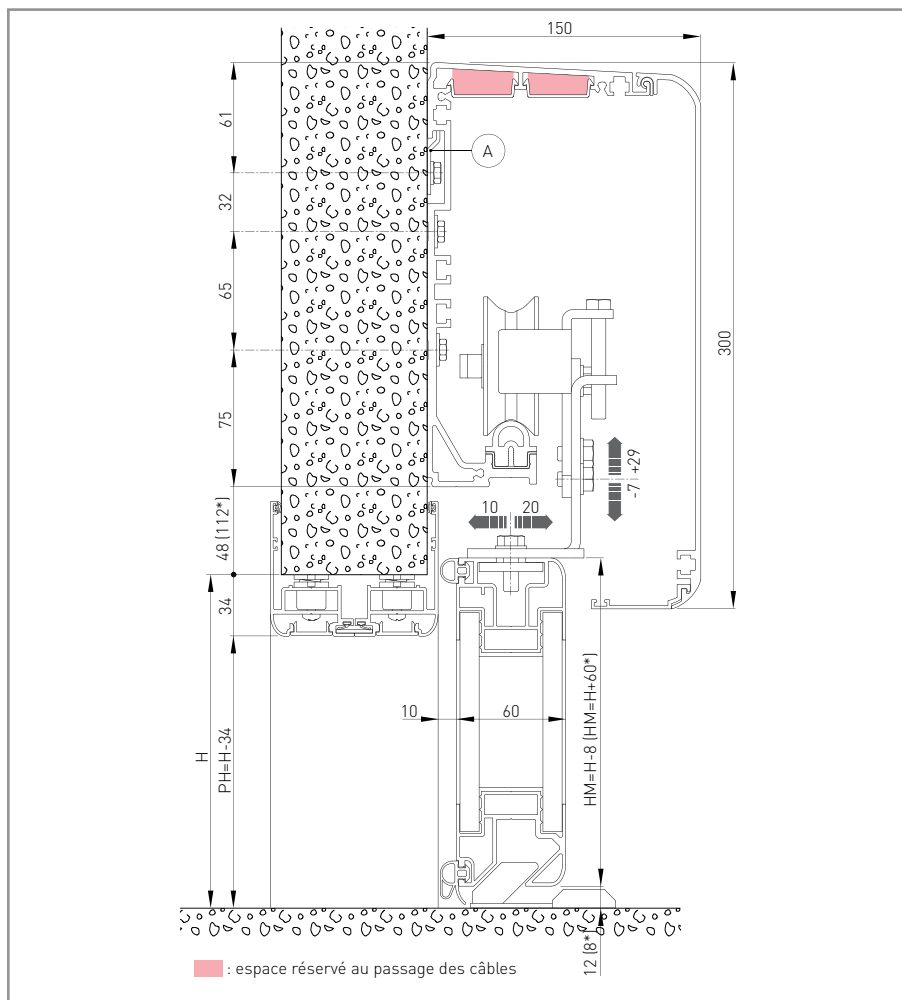 150
61
A
32
65
300
75
-7 +29
10
20
48 (112*)
34
10
60
HM=H-8 (HM=H+60*)
H
PH=H-34
12 (8*)
: espace réservé au passage des câbles